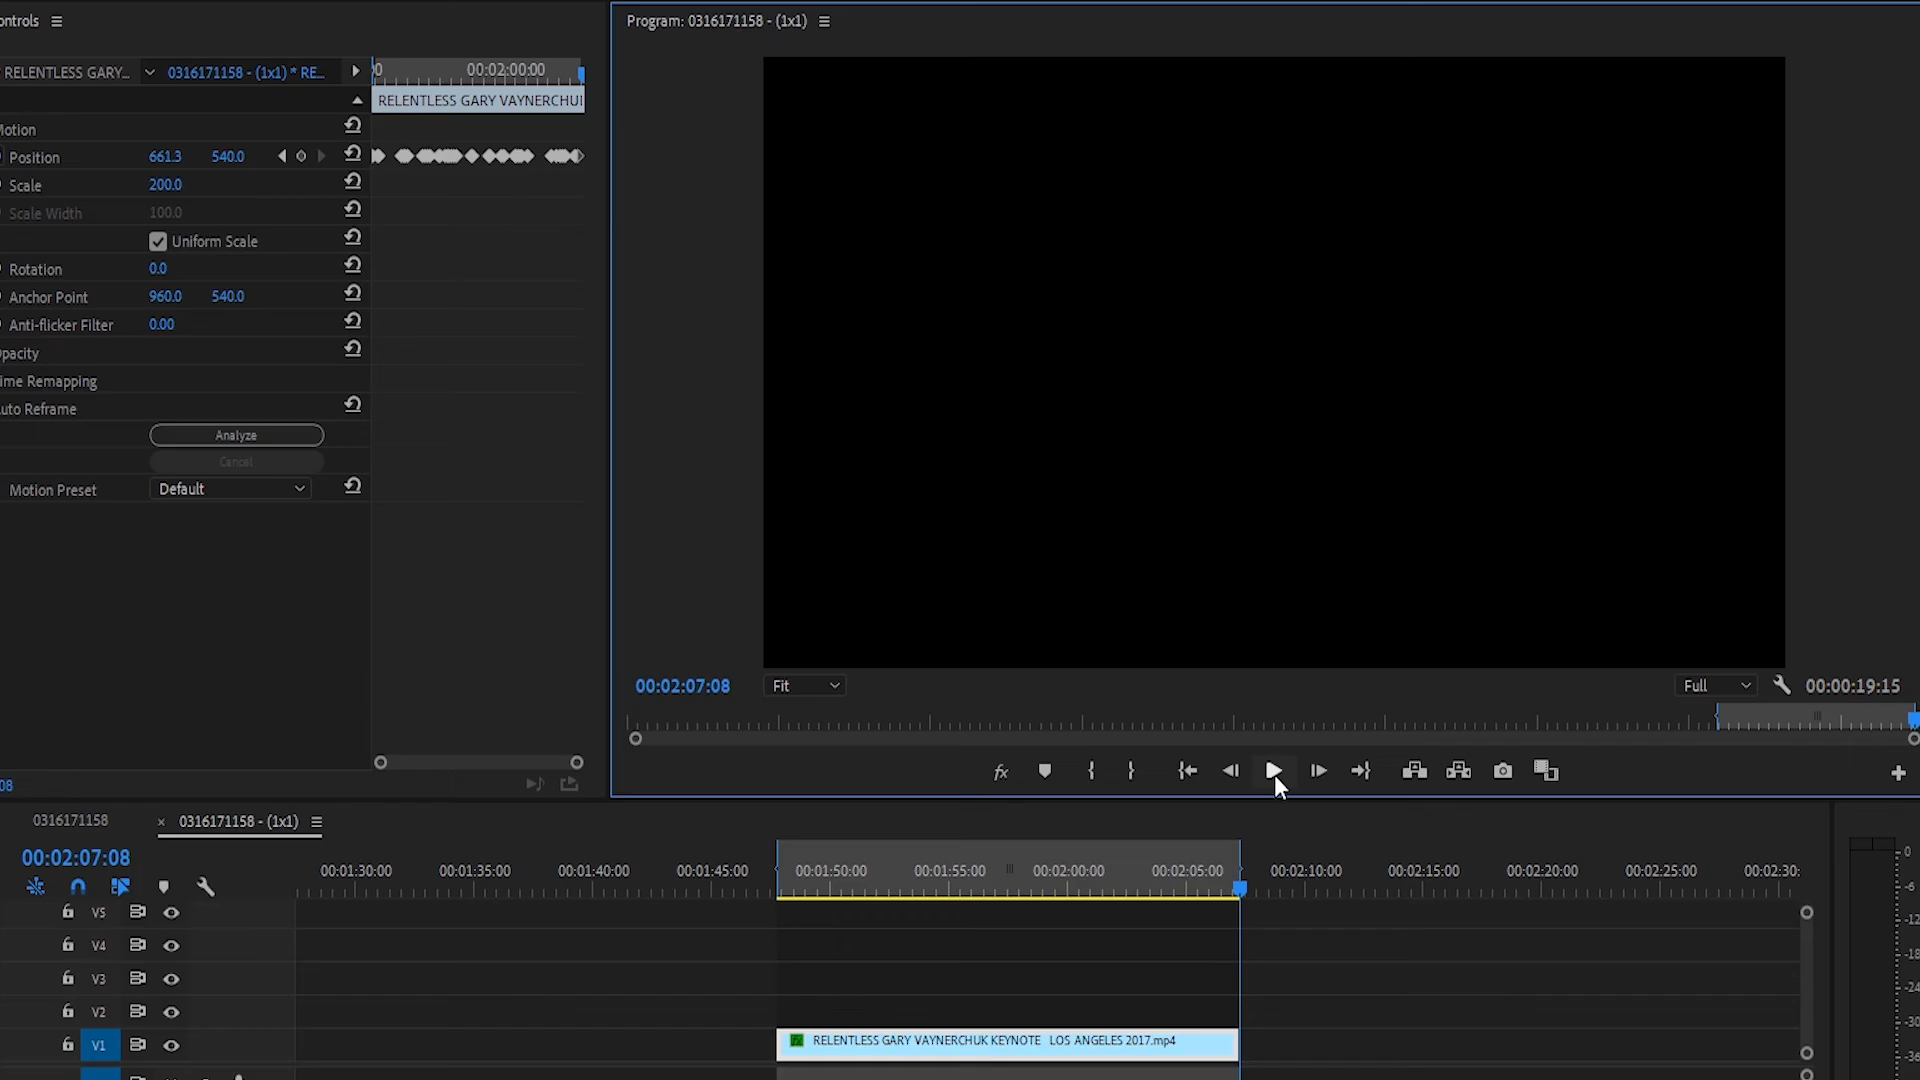 ontrols
Program: 0316171158 - (1x1)
RELENTLESS GARY...
0316171158 - (1x1) * RE...
00:02:00:00
RELENTLESS GARY VAYNERCHUI
Motion
Position 661.3 540.0
Scale 200.0
Scale Width 100.0
Uniform Scale
Rotation 0.0
Anchor Point 960.0 540.0
Anti-flicker Filter 0.00
pacity
ime Remapping
uto Reframe
Analyze
Cancel
Motion Preset Default
00:02:07:08
Fit
Full
00:00:19:15
fx
08
0316171158
× 0316171158 - (1x1)
00:02:07:08
00:01:30:00 00:01:35:00 00:01:40:00 00:01:45:00 00:01:50:00 00:01:55:00 00:02:00:00 00:02:05:00 00:02:10:00 00:02:15:00 00:02:20:00 00:02:25:00 00:02:30:
V5
V4
V3
V2
V1
RELENTLESS GARY VAYNERCHUK KEYNOTE LOS ANGELES 2017.mp4
0
-6
-12
-18
-24
-30
-36